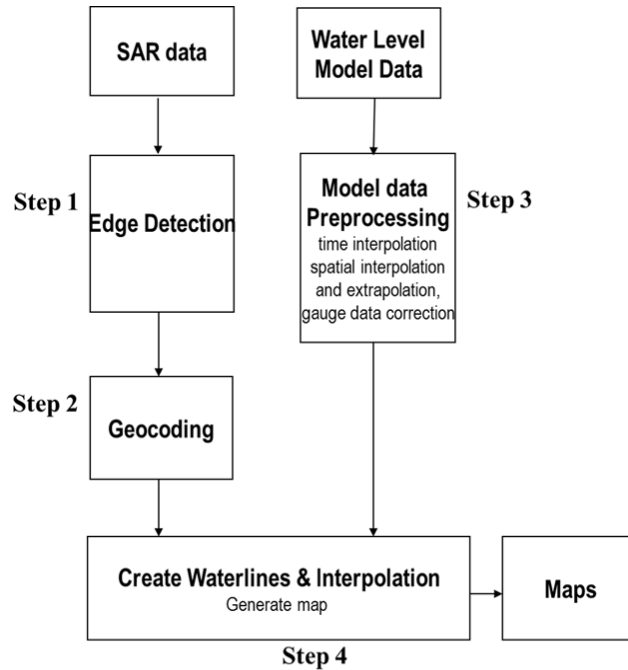 SAR data
Water Level
Model Data
Step 1
Edge Detection
Model data
Preprocessing
time interpolation
spatial interpolation
and extrapolation,
gauge data correction
Step 3
Step 2
Geocoding
Create Waterlines & Interpolation
Generate map
Maps
Step 4